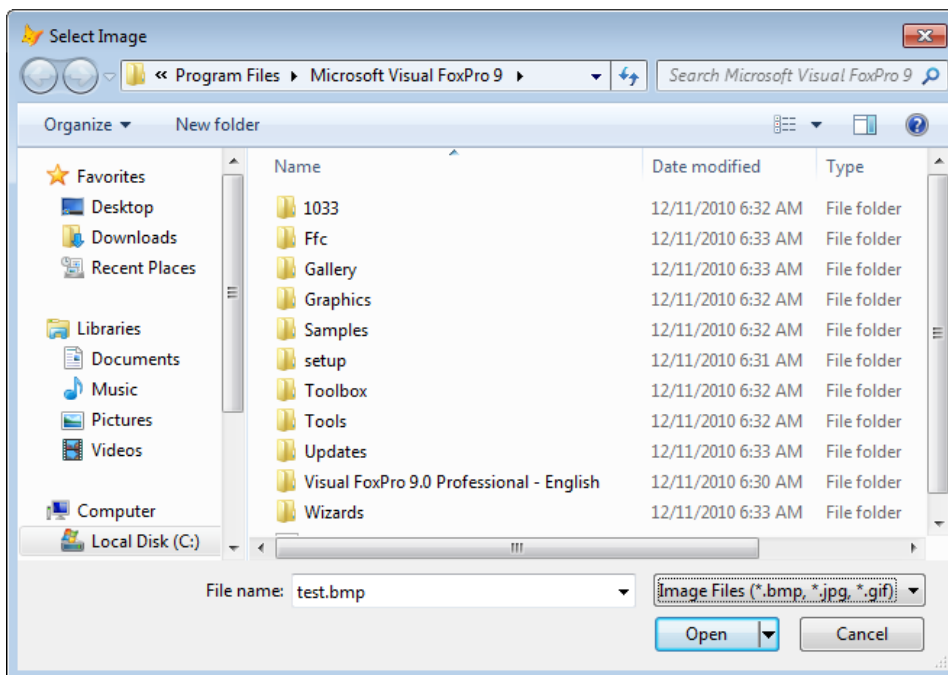 Select Image
« Program Files ▸ Microsoft Visual FoxPro 9 ▸ Search Microsoft Visual FoxPro 9
Organize New folder
Favorites
Desktop
Downloads
Recent Places
Libraries
Documents
Music
Pictures
Videos
Computer
Local Disk (C:)
Name Date modified Type
1033 12/11/2010 6:32 AM File folder
Ffc 12/11/2010 6:33 AM File folder
Gallery 12/11/2010 6:33 AM File folder
Graphics 12/11/2010 6:32 AM File folder
Samples 12/11/2010 6:32 AM File folder
setup 12/11/2010 6:31 AM File folder
Toolbox 12/11/2010 6:32 AM File folder
Tools 12/11/2010 6:32 AM File folder
Updates 12/11/2010 6:33 AM File folder
Visual FoxPro 9.0 Professional - English 12/11/2010 6:30 AM File folder
Wizards 12/11/2010 6:33 AM File folder
File name: test.bmp Image Files (*.bmp, *.jpg, *.gif)
Open Cancel